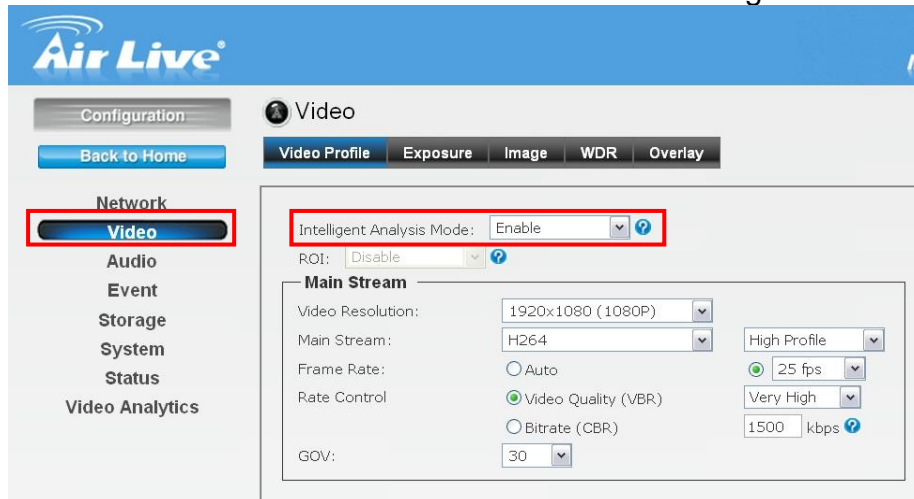 Air Live®
Configuration
Back to Home
Network
Video
Audio
Event
Storage
System
Status
Video Analytics
Video
Video Profile Exposure Image WDR Overlay
Intelligent Analysis Mode: Enable
ROI: Disable
Main Stream
Video Resolution: 1920x1080 (1080P)
Main Stream: H264 High Profile
Frame Rate: Auto 25 fps
Rate Control Video Quality (VBR) Very High
Bitrate (CBR) 1500 kbps
GOV: 30